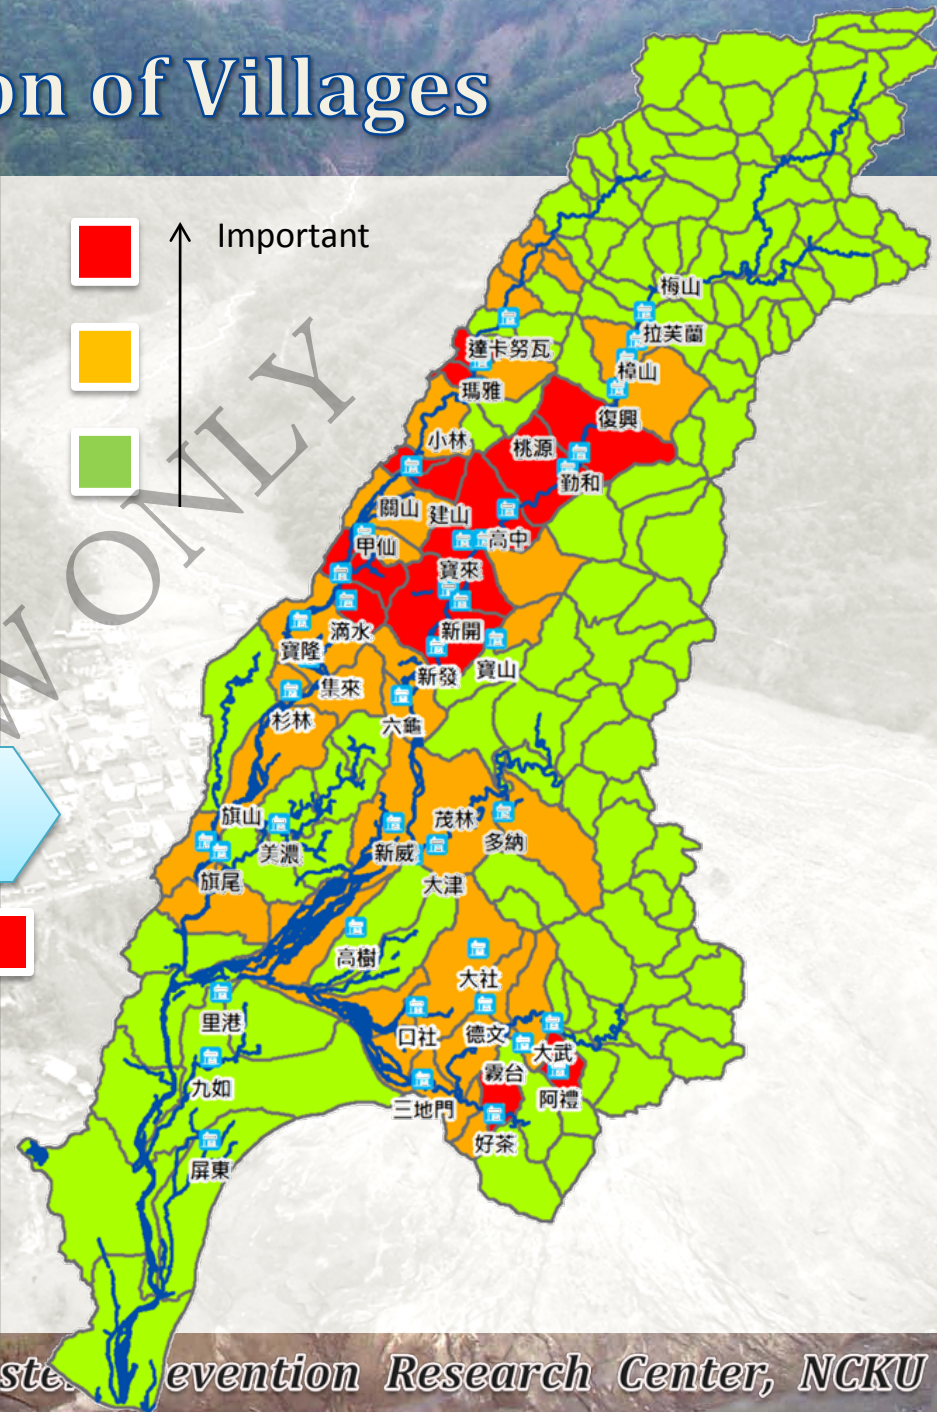 on of Villages
Important
梅山
拉芙蘭
達卡努瓦
樟山
瑪雅
復興
小林
桃源
勤和
關山
建山
高中
甲仙
寶來
滴水
新開
寶隆
寶山
新發
集來
杉林
六龜
旗山
茂林
多納
美濃
新威
旗尾
大津
高樹
大社
里港
口社
德文
大武
霧台
九如
阿禮
三地門
好茶
屏東
WONLY
ste
evention Research Center, NCKU